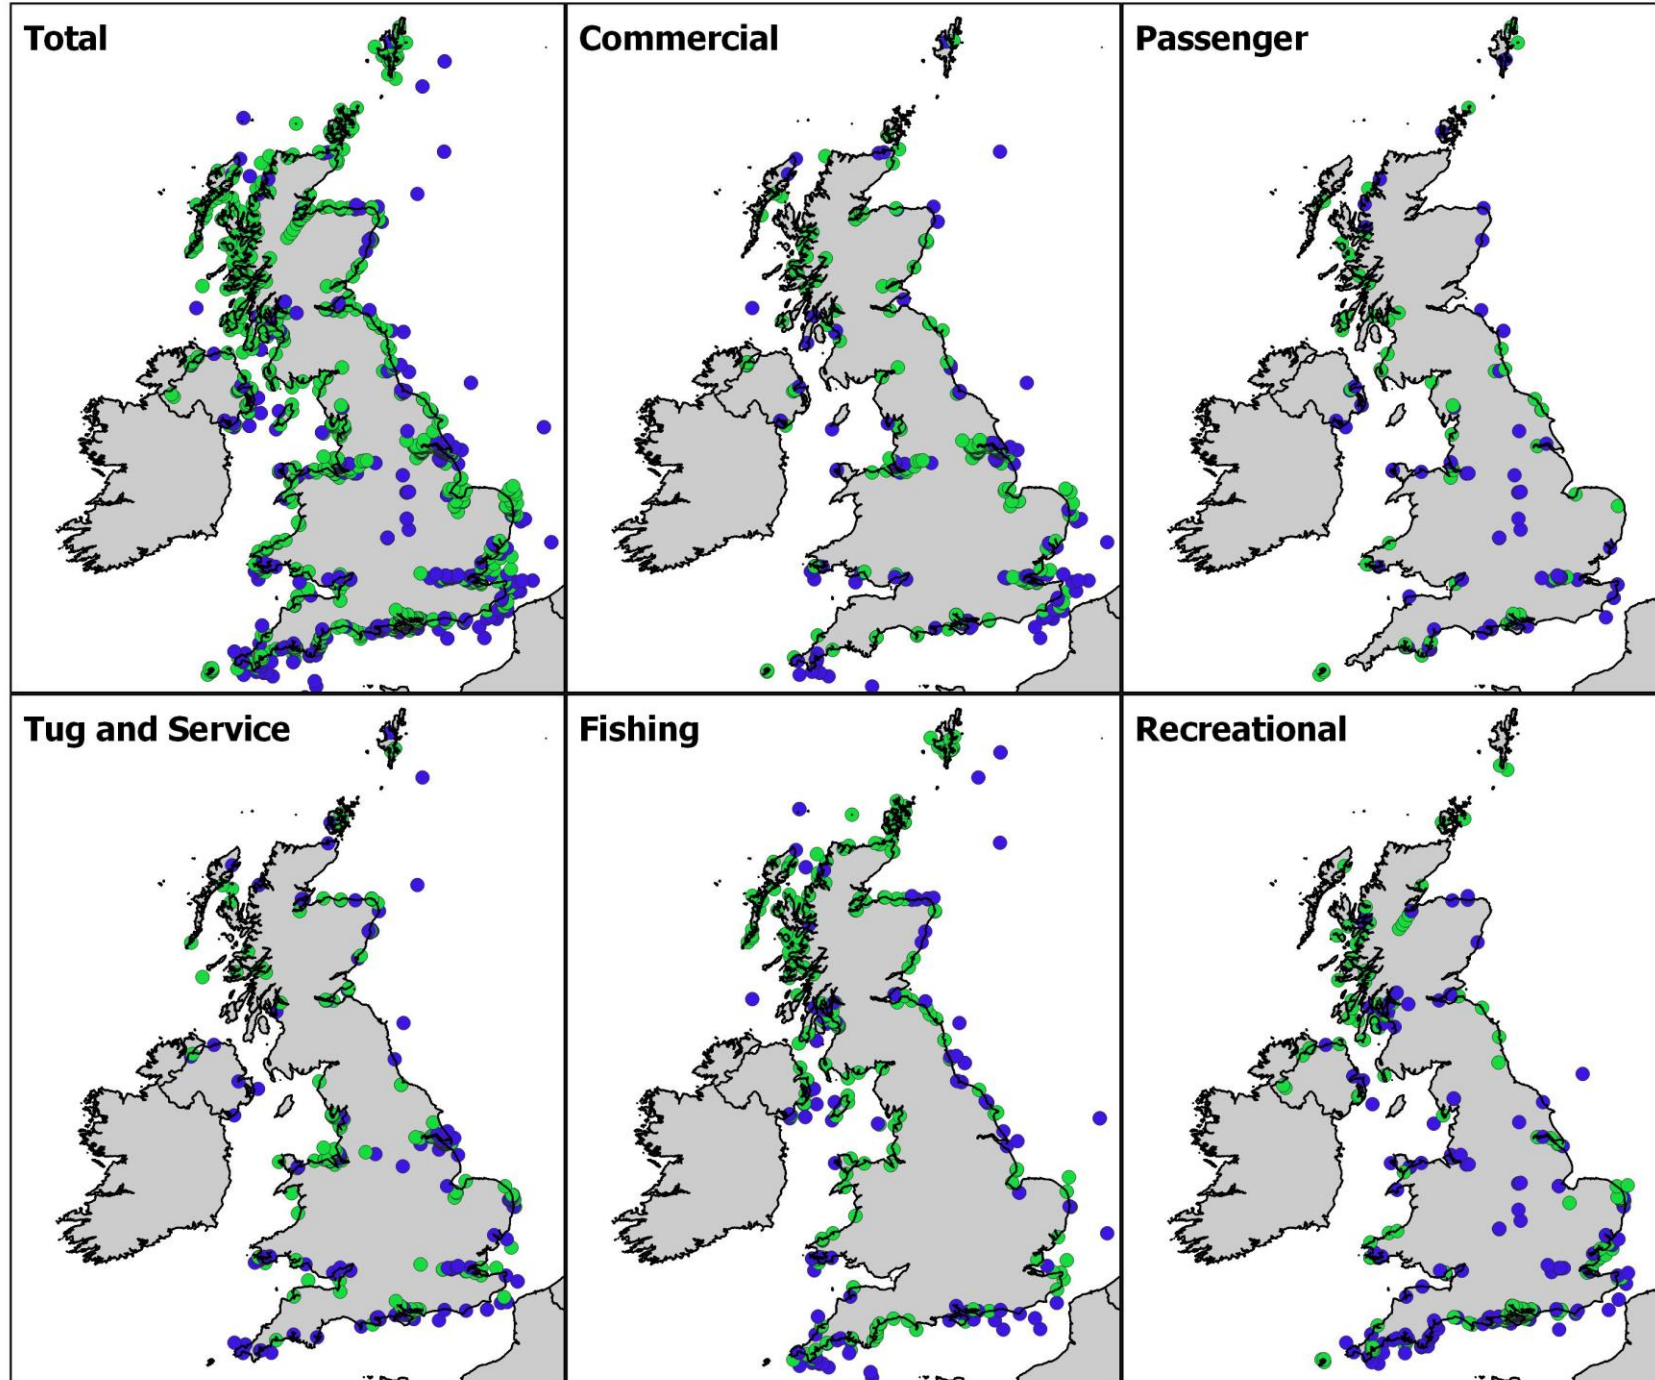 Total
Commercial
Passenger
Tug and Service
Fishing
Recreational